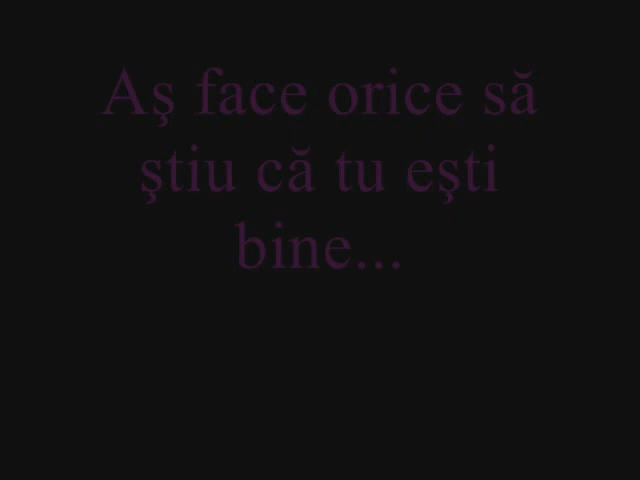 Aş face orice să
ştiu că tu eşti
bine...